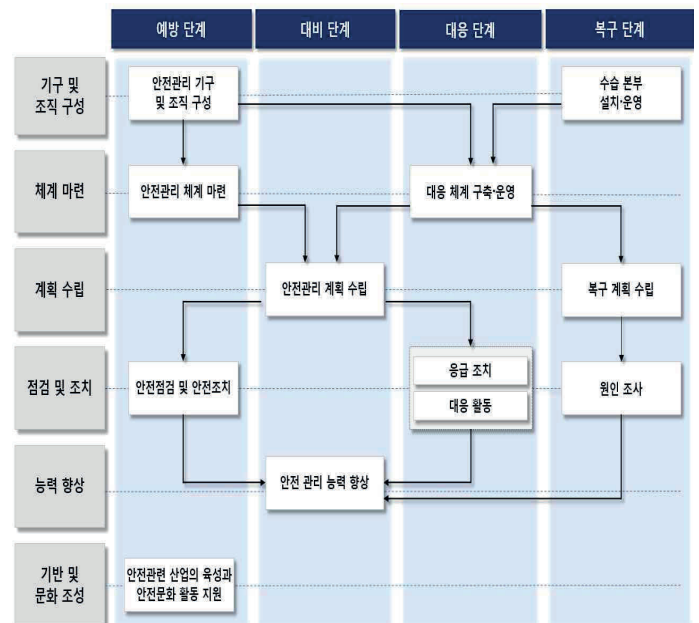 예방 단계
대비 단계
대응 단계
복구 단계
기구 및
조직 구성
안전관리 기구
및 조직 구성
수습 본부
설치·운영
체계 마련
안전관리 체계 마련
대응 체계 구축·운영
계획 수립
안전관리 계획 수립
복구 계획 수립
점검 및 조치
안전점검 및 안전조치
응급 조치
대응 활동
원인 조사
능력 향상
안전 관리 능력 향상
기반 및
문화 조성
안전관련 산업의 육성과
안전문화 활동 지원